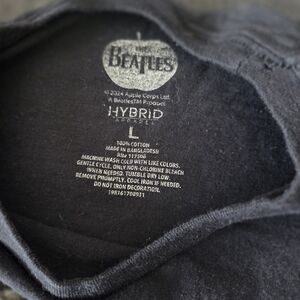 THE
BEATLES
© 2024 Apple Corps Ltd.
A Beatles™ Product
HYBRID
APPAREL
L
100% COTTON
MADE IN BANGLADESH
RN# 117306
MACHINE WASH COLD WITH LIKE COLORS.
GENTLE CYCLE. ONLY NON-CHLORINE BLEACH
WHEN NEEDED. TUMBLE DRY LOW.
REMOVE PROMPTLY. COOL IRON IF NEEDED.
DO NOT IRON DECORATION.